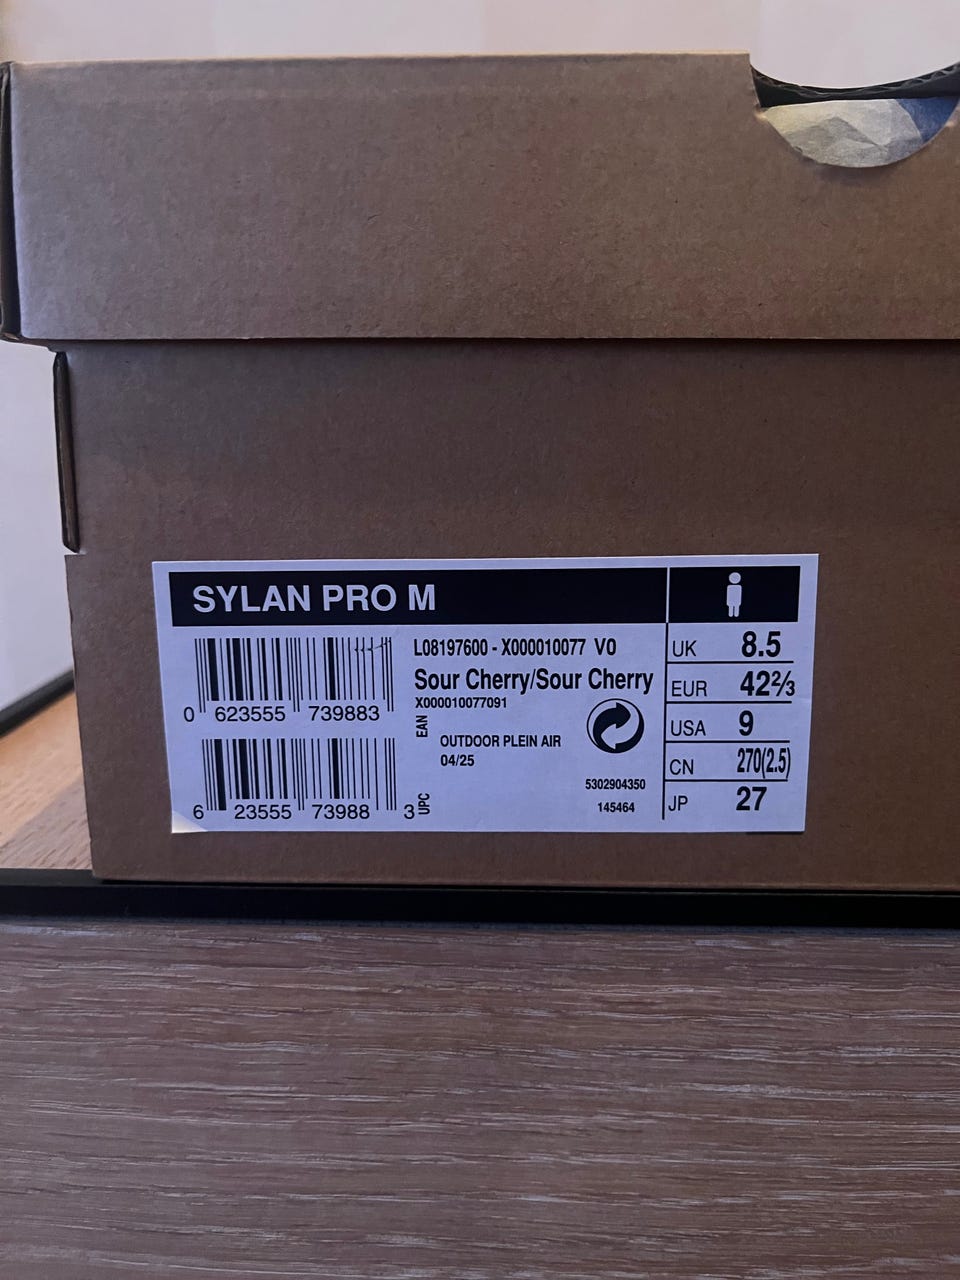 SYLAN PRO M
0 623555 739883
6 23555 73988 3
EAN
UPC
L08197600 - X000010077 V0
Sour Cherry/Sour Cherry
X000010077091
OUTDOOR PLEIN AIR
04/25
5302904350
145464
UK 8.5
EUR 42⅔
USA 9
CN 270(2.5)
JP 27